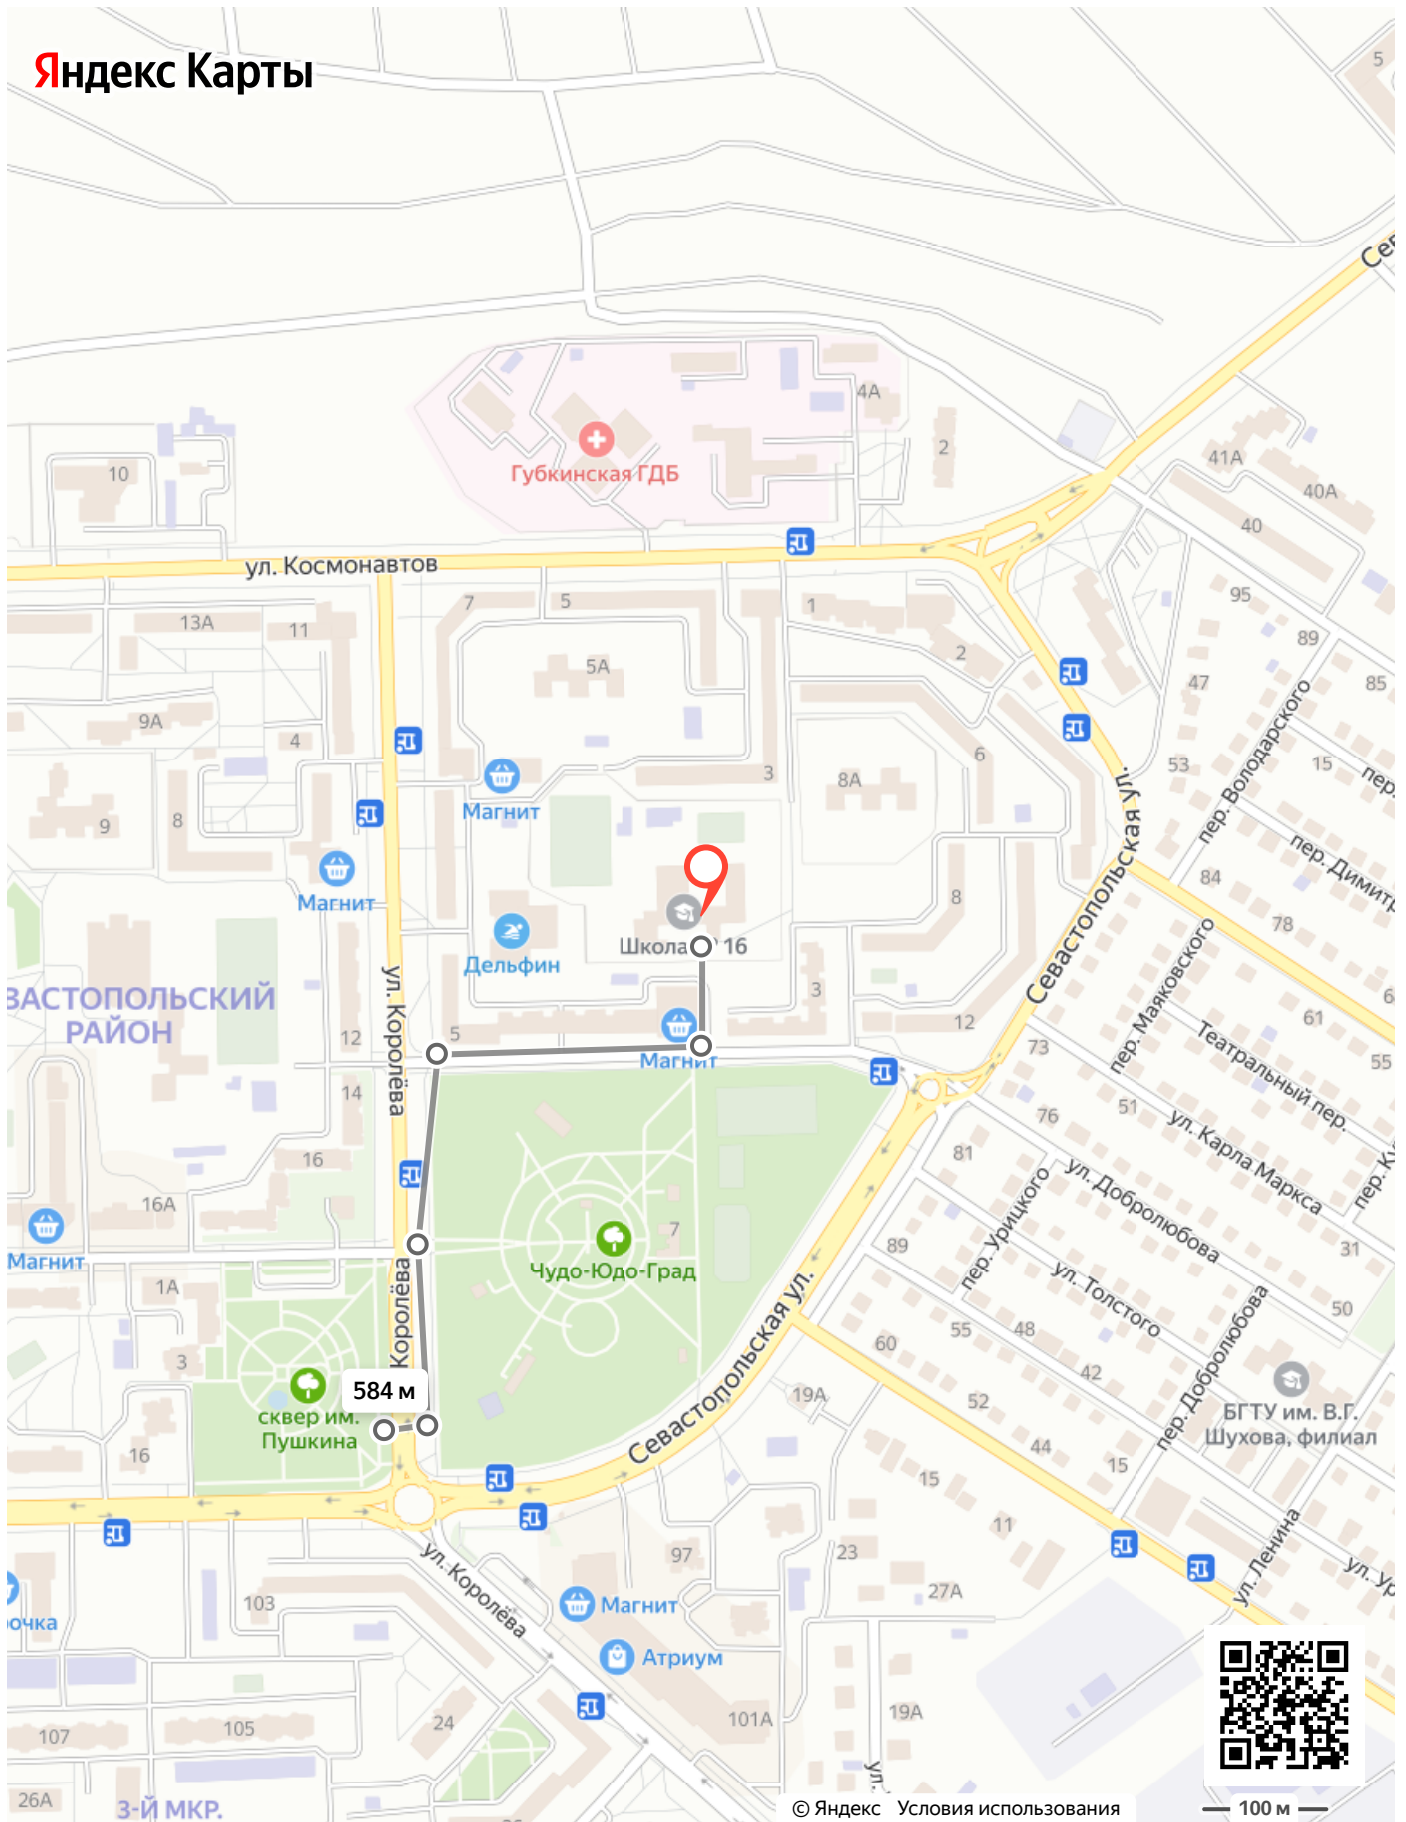 Яндекс Карты
5
4А
2
41А
40А
40
10
Губкинская ГДБ
ул. Космонавтов
7
5
1
95
13А
11
89
2
5А
47
85
9А
4
6
53
15
3
8А
пер. Володарского
Магнит
9
8
Севастопольская ул.
84
Магнит
8
78
Школа
16
Дельфин
пер. Маяковского
ул. Королёва
РАЙОН
3
61
12
5
12
73
Театральный пер.
Магнит
55
14
76
51
ул. Карла Маркса
16
81
ул. Добролюбова
пер. Урицкого
16А
7
89
31
Магнит
Чудо-Юдо-Град
ул. Толстого
1А
Королёва
50
48
55
60
3
пер. Добролюбова
42
584 м
19А
52
сквер им.
Пушкина
БГТУ им. В.Г.
Шухова, филиал
Севастопольская ул.
44
16
15
15
11
ул. Ленина
97
23
ул. Королёва
27А
103
Магнит
Атриум
107
105
24
101А
19А
ул.
26А
3-Й МКР.
© Яндекс Условия использования
100 м